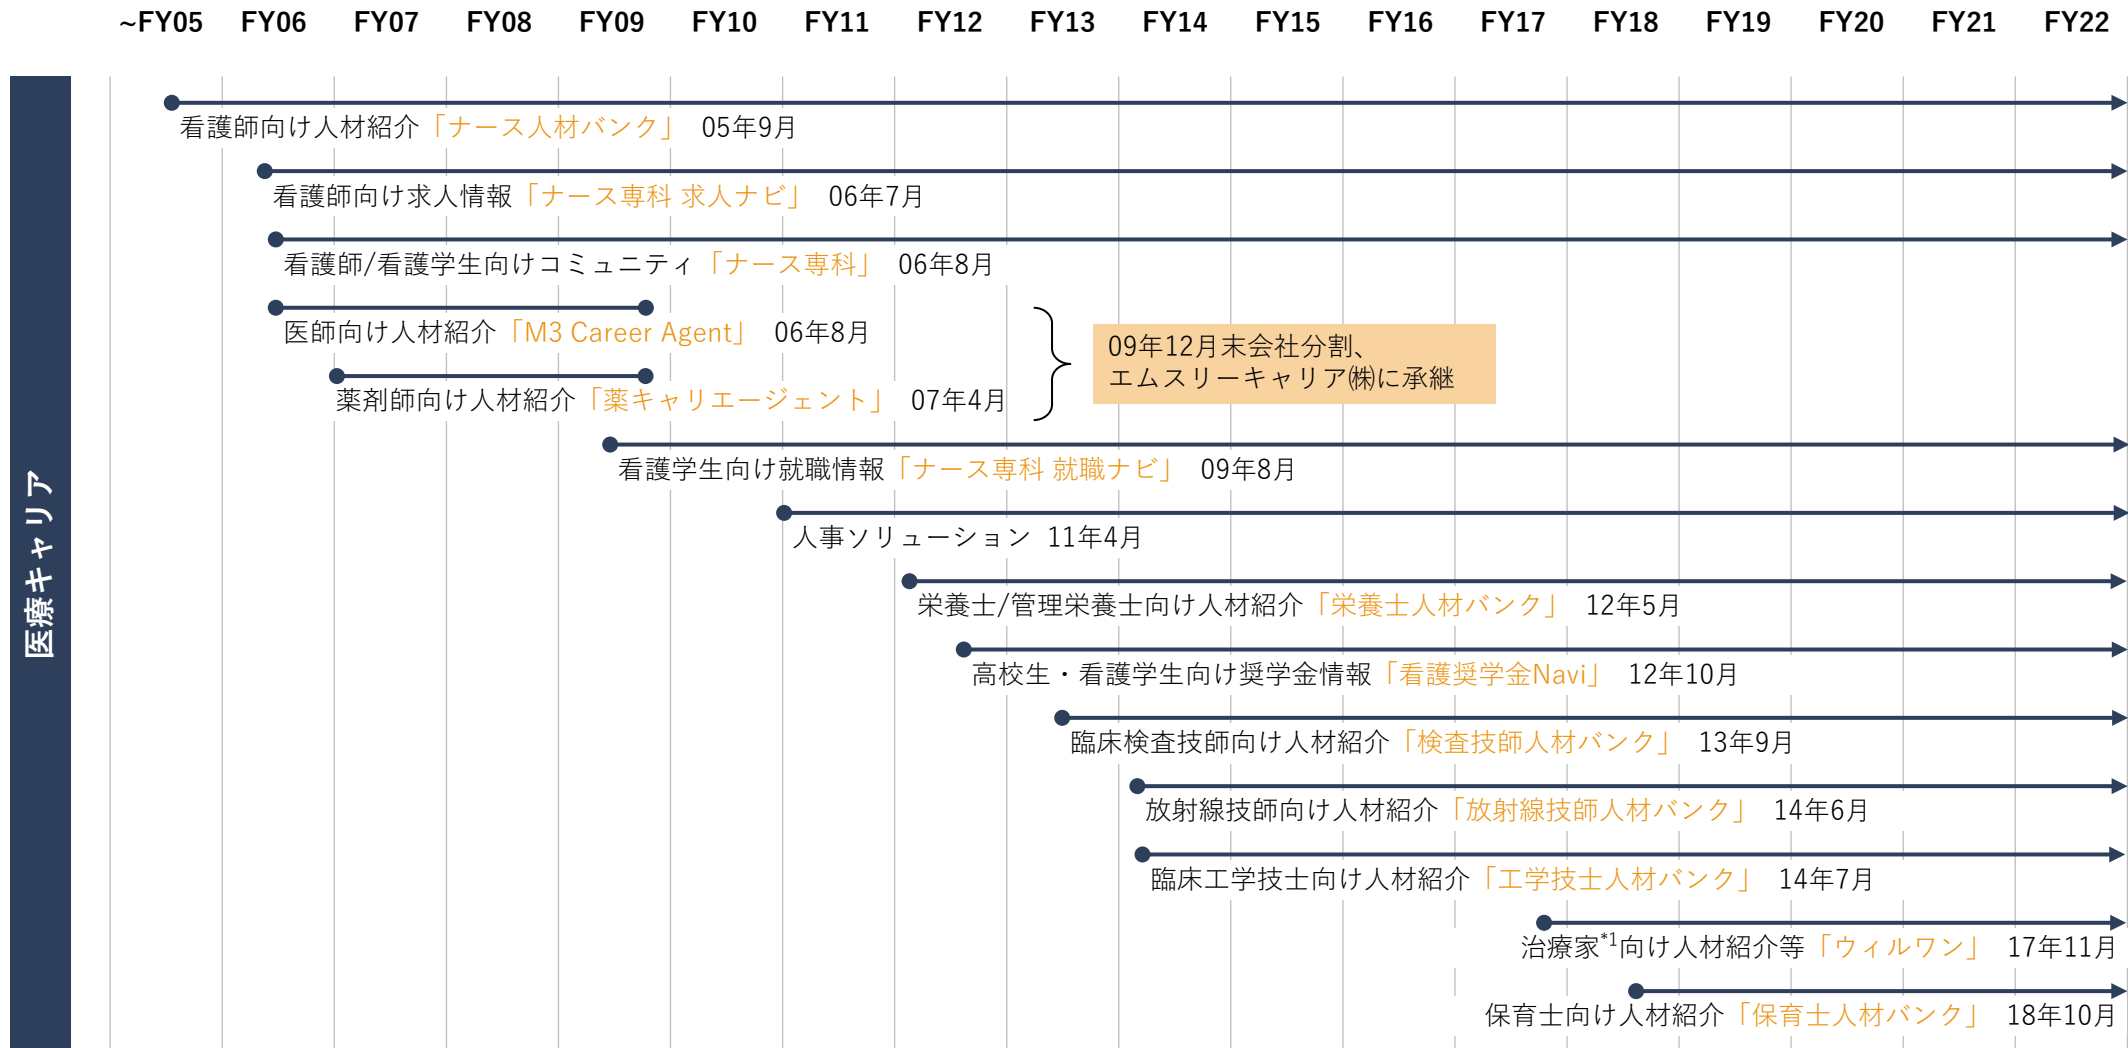 ~FY05 FY06 FY07 FY08 FY09 FY10 FY11 FY12 FY13 FY14 FY15 FY16 FY17 FY18 FY19 FY20 FY21 FY22
医療キャリア
看護師向け人材紹介「ナース人材バンク」 05年9月
看護師向け求人情報「ナース専科 求人ナビ」 06年7月
看護師/看護学生向けコミュニティ「ナース専科」 06年8月
医師向け人材紹介「M3 Career Agent」 06年8月
薬剤師向け人材紹介「薬キャリエージェント」 07年4月
09年12月末会社分割、
エムスリーキャリア㈱に承継
看護学生向け就職情報「ナース専科 就職ナビ」 09年8月
人事ソリューション 11年4月
栄養士/管理栄養士向け人材紹介「栄養士人材バンク」 12年5月
高校生・看護学生向け奨学金情報「看護奨学金Navi」 12年10月
臨床検査技師向け人材紹介「検査技師人材バンク」 13年9月
放射線技師向け人材紹介「放射線技師人材バンク」 14年6月
臨床工学技士向け人材紹介「工学技士人材バンク」 14年7月
治療家*1向け人材紹介等「ウィルワン」 17年11月
保育士向け人材紹介「保育士人材バンク」 18年10月